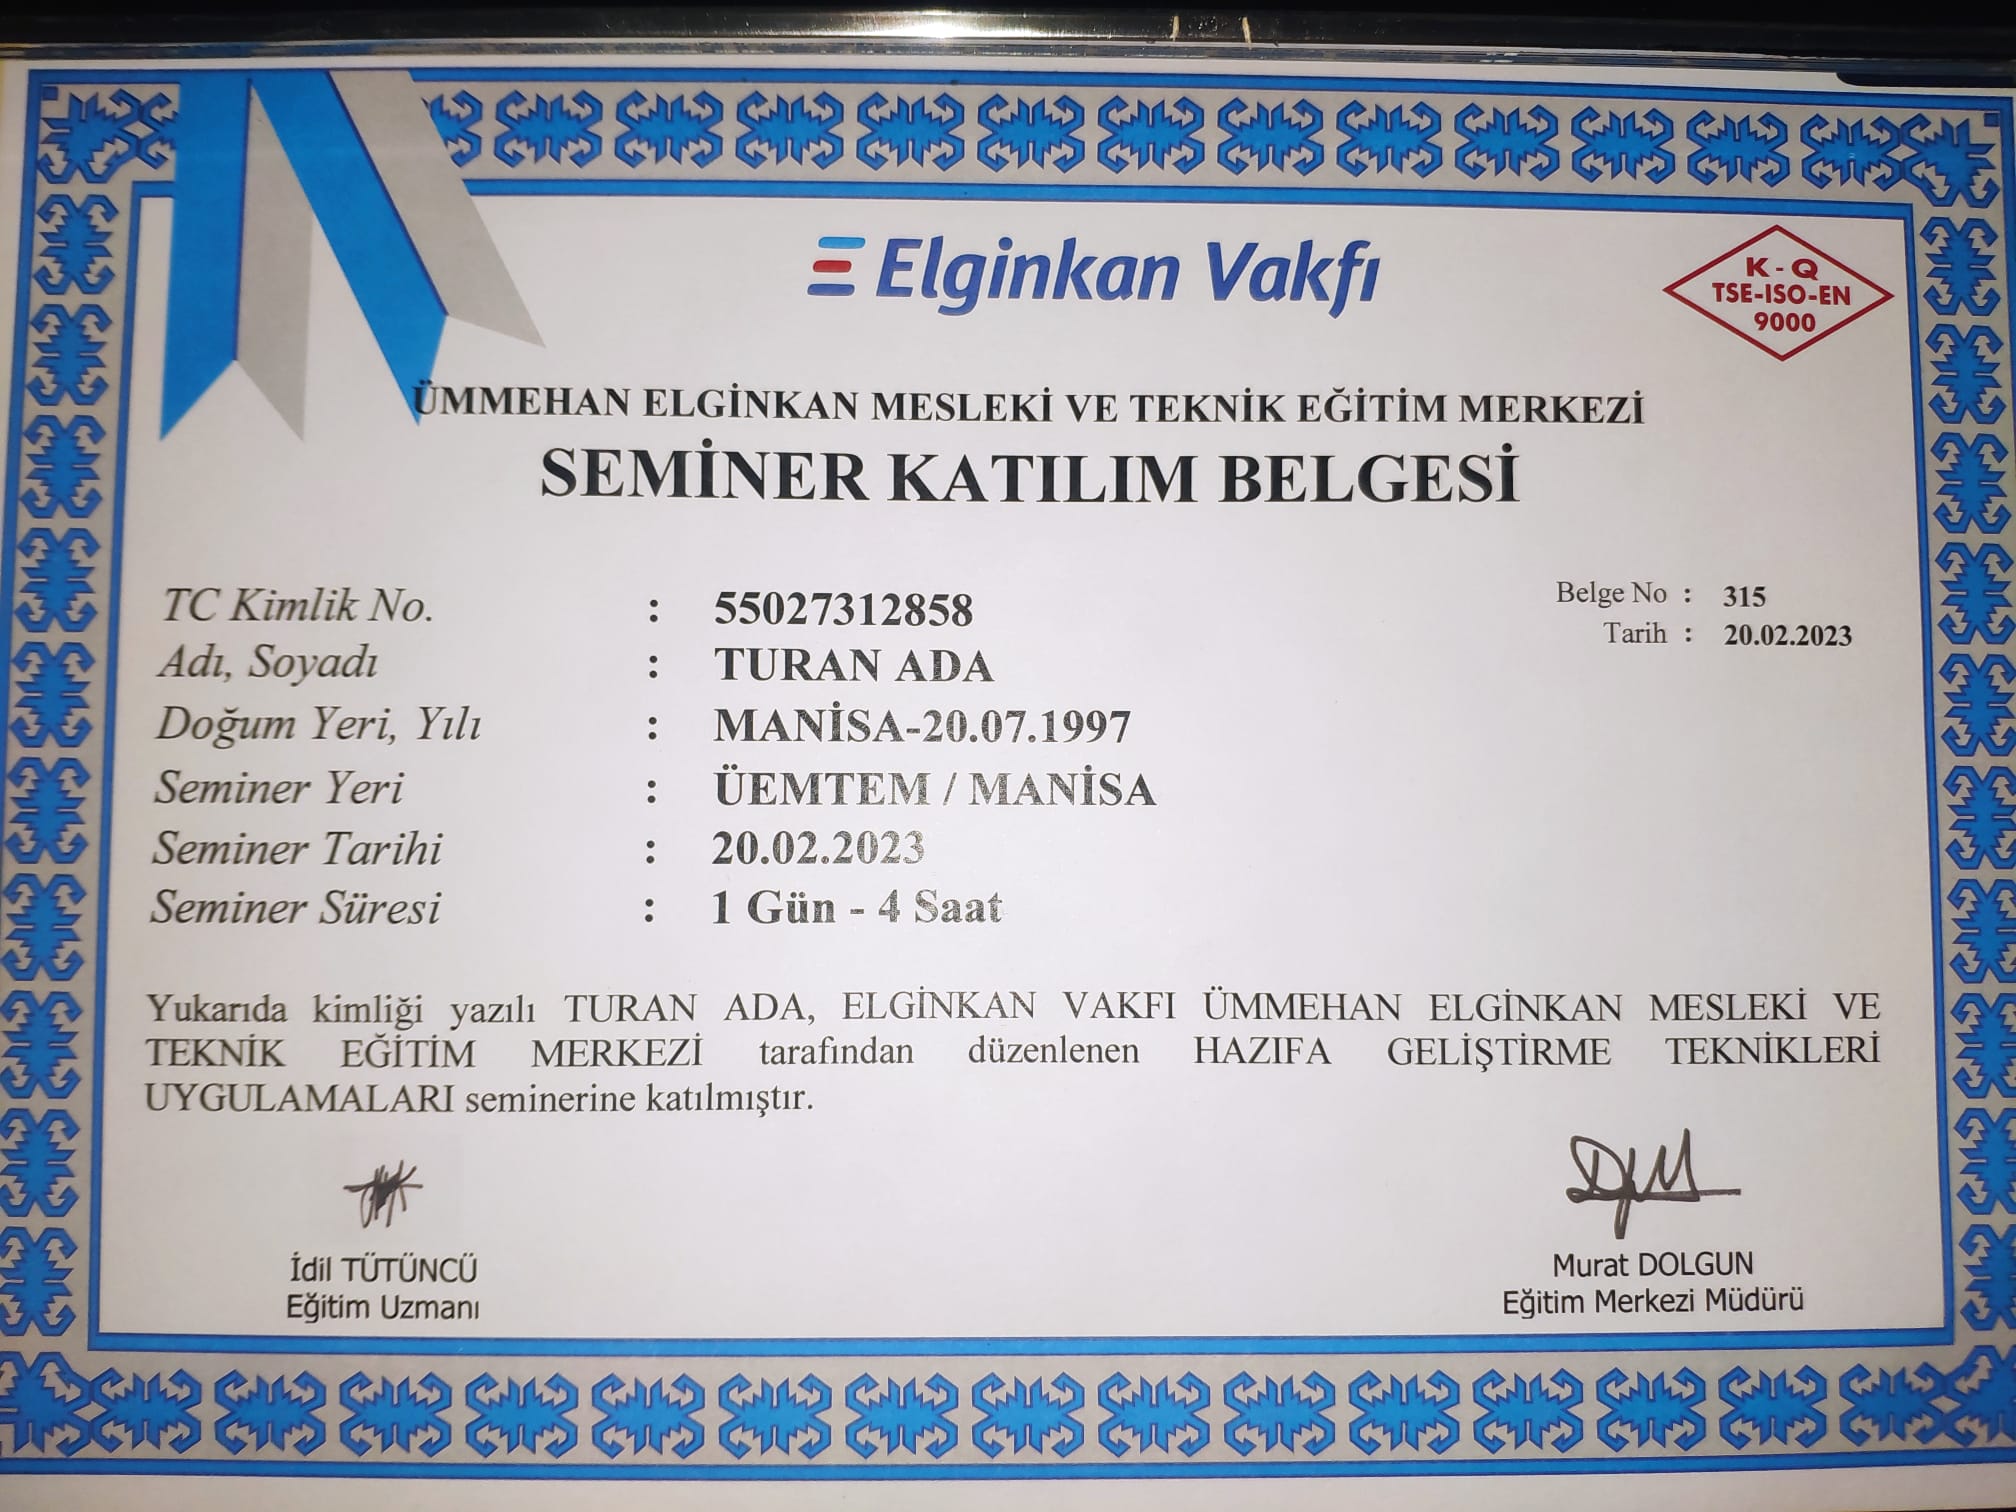 Elginkan Vakfı
K - Q
TSE-ISO-EN
9000
ÜMMEHAN ELGİNKAN MESLEKİ VE TEKNİK EĞİTİM MERKEZİ
SEMİNER KATILIM BELGESİ
TC Kimlik No. : 55027312858
Belge No : 315
Adı, Soyadı : TURAN ADA
Tarih : 20.02.2023
Doğum Yeri, Yılı : MANİSA-20.07.1997
Seminer Yeri : ÜEMTEM / MANİSA
Seminer Tarihi : 20.02.2023
Seminer Süresi : 1 Gün - 4 Saat
Yukarıda kimliği yazılı TURAN ADA, ELGİNKAN VAKFI ÜMMEHAN ELGİNKAN MESLEKİ VE
TEKNİK EĞİTİM MERKEZİ tarafından düzenlenen HAZIFA GELİŞTİRME TEKNİKLERİ
UYGULAMALARI seminerine katılmıştır.
İdil TÜTÜNCÜ
Eğitim Uzmanı
Murat DOLGUN
Eğitim Merkezi Müdürü